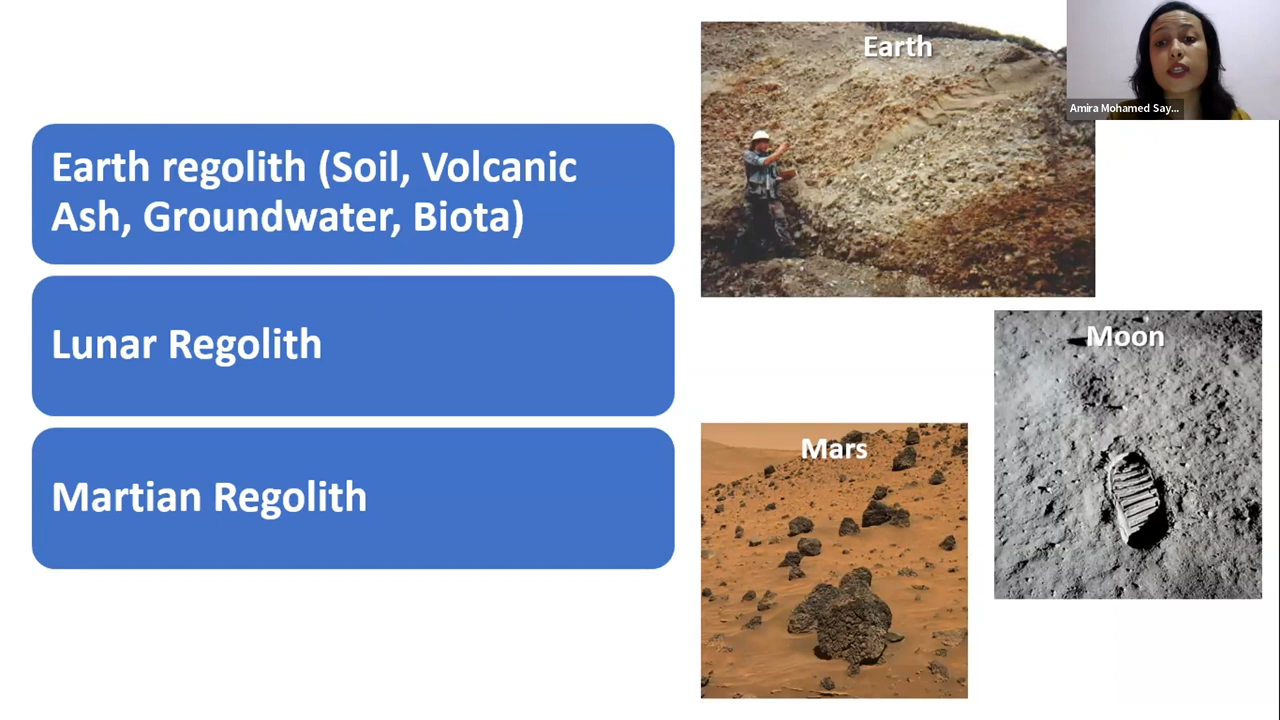 Earth regolith (Soil, Volcanic
Ash, Groundwater, Biota)
Lunar Regolith
Martian Regolith
Earth
Amira Mohamed Say...
Moon
Mars